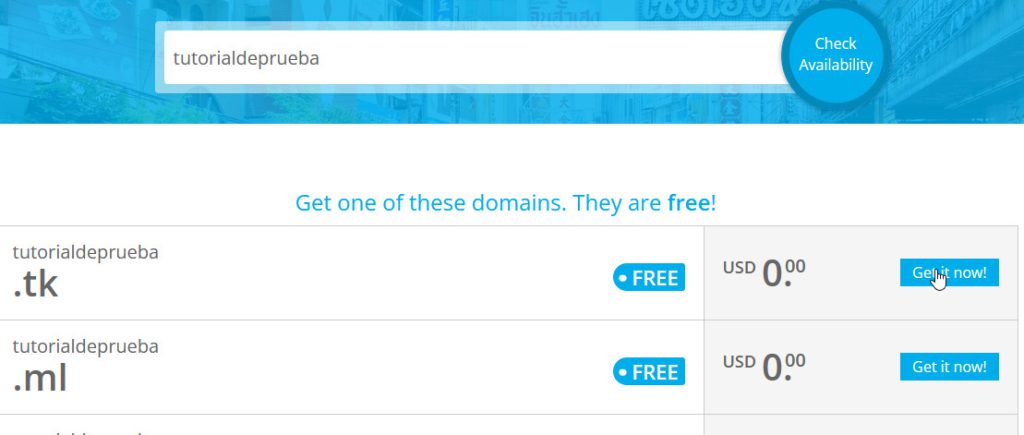 tutorialdeprueba
Check
Availability
Get one of these domains. They are free!
tutorialdeprueba
.tk
FREE
USD 0.00
Get it now!
tutorialdeprueba
.ml
FREE
USD 0.00
Get it now!